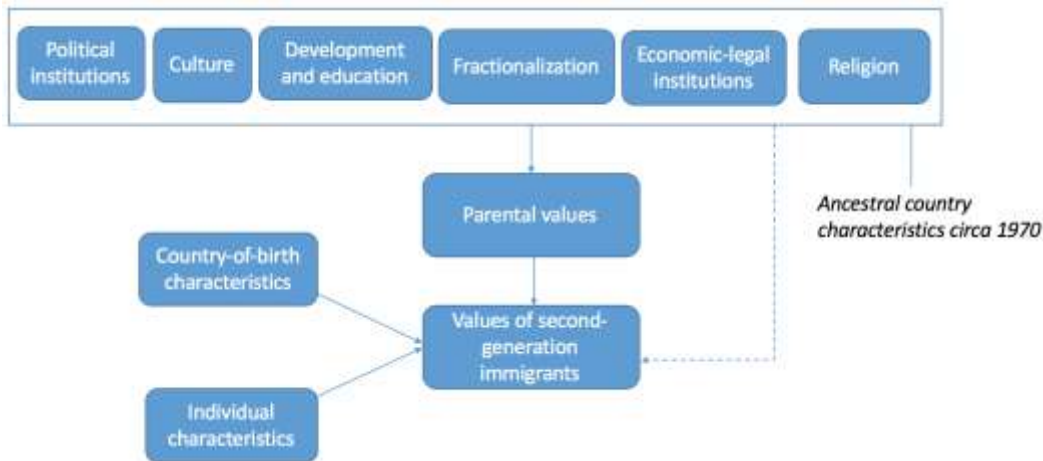 Political
institutions
Culture
Development
and education
Fractionalization
Economic-legal
institutions
Religion
Parental values
Ancestral country
characteristics circa 1970
Country-of-birth
characteristics
Values of second-
generation
immigrants
Individual
characteristics